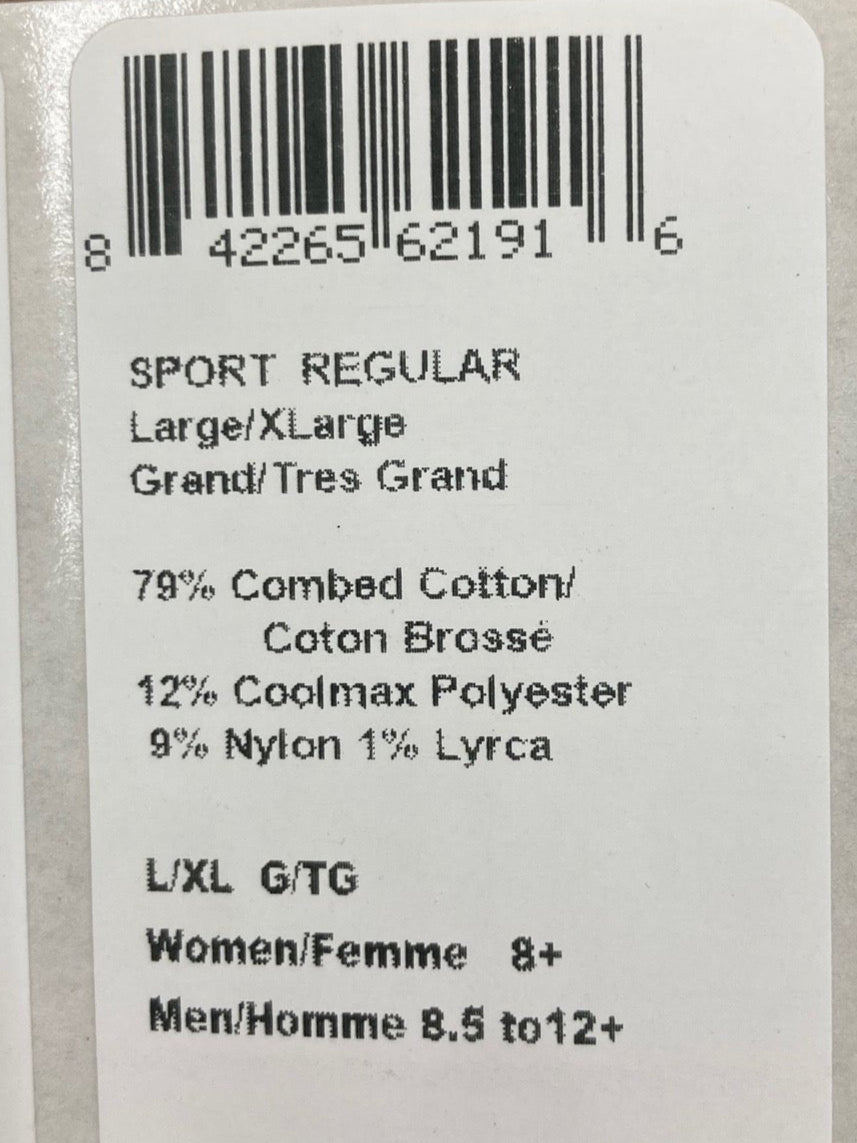 8 42265 62191 6
SPORT REGULAR
Large/XLarge
Grand/Tres Grand
79% Combed Cotton/
Coton Brossé
12% Coolmax Polyester
9% Nylon 1% Lyrca
L/XL G/TG
Women/Femme 8+
Men/Homme 8.5 to12+